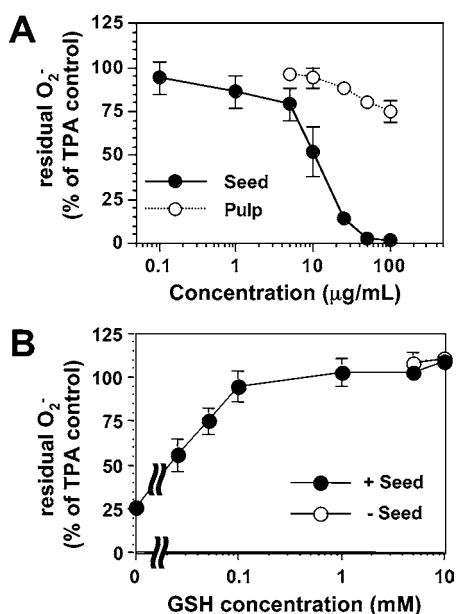 A
residual O₂⁻
(% of TPA control)
125
100
75
50
25
0
Seed
Pulp
0.1
1
10
100
Concentration (μg/mL)
B
residual O₂⁻
(% of TPA control)
125
100
75
50
25
0
+ Seed
- Seed
0
0.1
1
10
GSH concentration (mM)